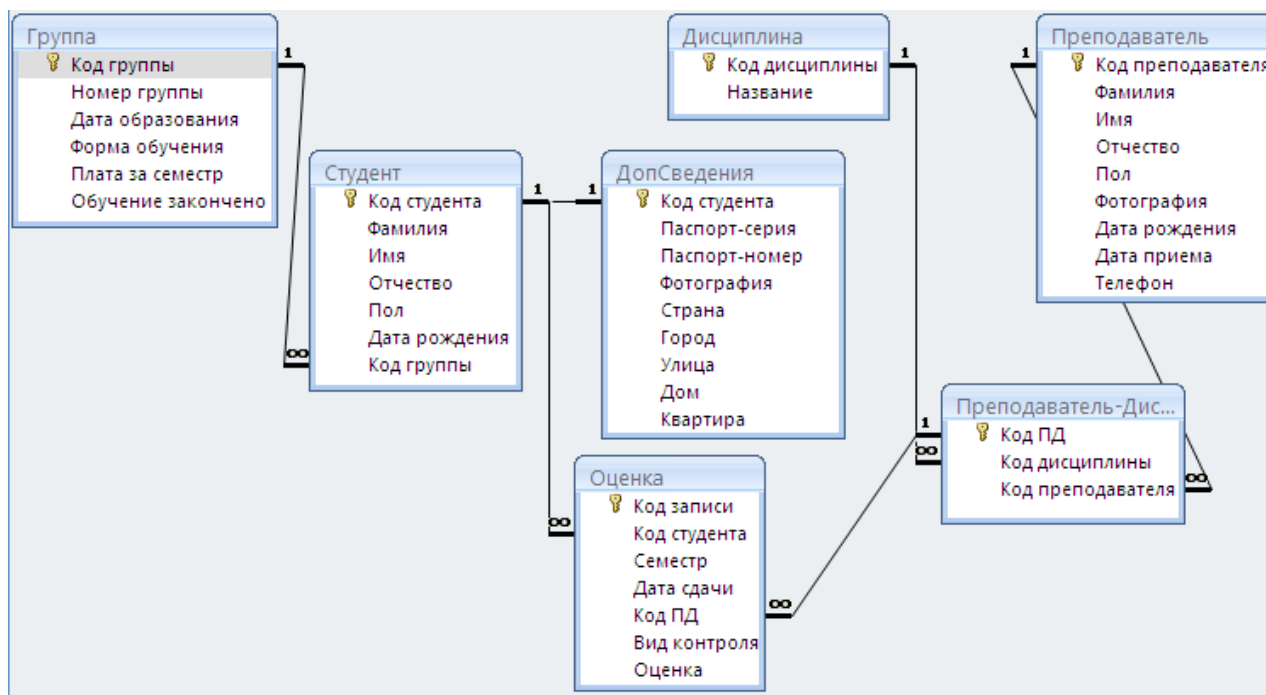 Группа
Код группы
Номер группы
Дата образования
Форма обучения
Плата за семестр
Обучение закончено
1
∞
Студент
Код студента
Фамилия
Имя
Отчество
Пол
Дата рождения
Код группы
1
1
ДопСведения
Код студента
Паспорт-серия
Паспорт-номер
Фотография
Страна
Город
Улица
Дом
Квартира
Дисциплина
Код дисциплины
Название
1
1
Преподаватель
Код преподавателя
Фамилия
Имя
Отчество
Пол
Фотография
Дата рождения
Дата приема
Телефон
Преподаватель-Дис...
Код ПД
Код дисциплины
Код преподавателя
1
∞
∞
Оценка
Код записи
Код студента
Семестр
Дата сдачи
Код ПД
Вид контроля
Оценка
∞
∞